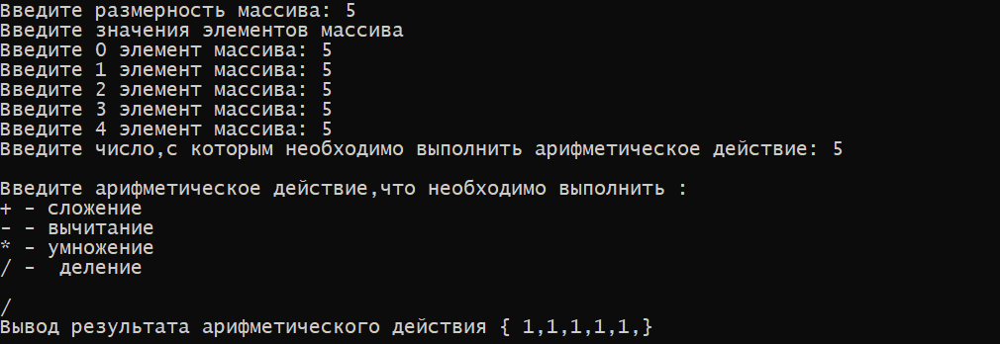 Введите размерность массива: 5
Введите значения элементов массива
Введите 0 элемент массива: 5
Введите 1 элемент массива: 5
Введите 2 элемент массива: 5
Введите 3 элемент массива: 5
Введите 4 элемент массива: 5
Введите число,с которым необходимо выполнить арифметическое действие: 5
Введите арифметическое действие,что необходимо выполнить :
+ - сложение
- - вычитание
* - умножение
/ -  деление
/
Вывод результата арифметического действия { 1,1,1,1,1,}